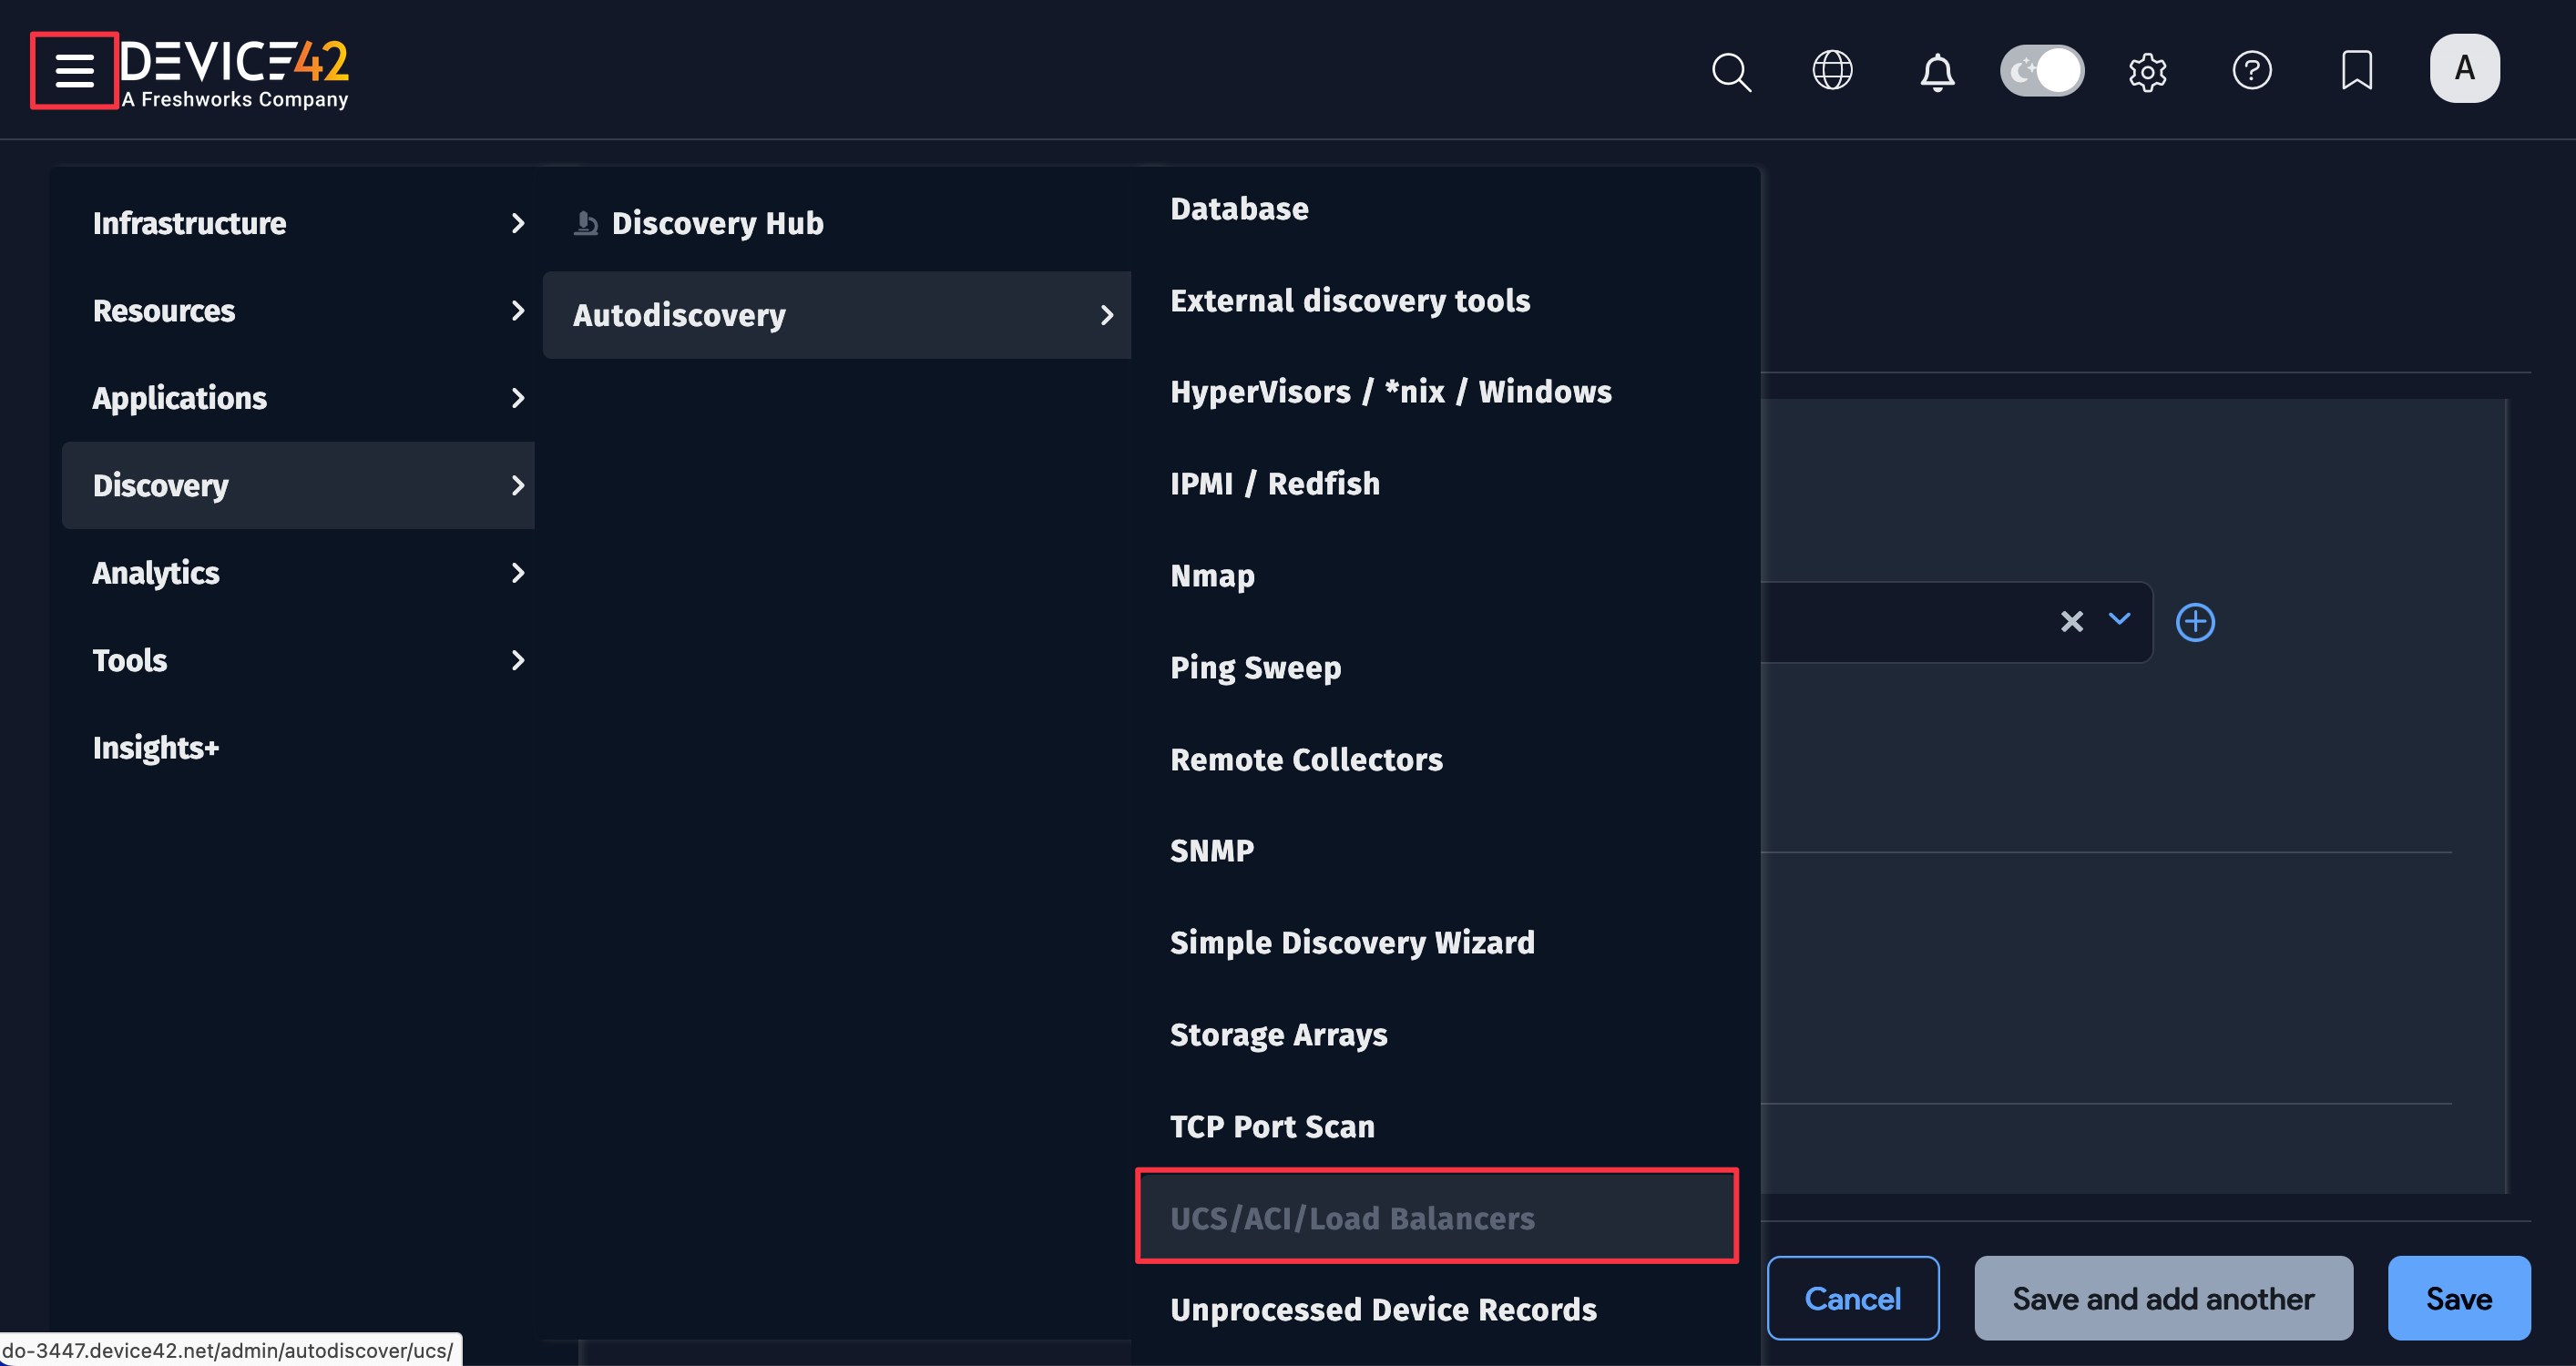 DEVICE42
A Freshworks Company
A
Infrastructure
Resources
Applications
Discovery
Analytics
Tools
Insights+
Discovery Hub
Autodiscovery
Database
External discovery tools
HyperVisors / *nix / Windows
IPMI / Redfish
Nmap
Ping Sweep
Remote Collectors
SNMP
Simple Discovery Wizard
Storage Arrays
TCP Port Scan
UCS/ACI/Load Balancers
Unprocessed Device Records
Cancel
Save and add another
Save
do-3447.device42.net/admin/autodiscover/ucs/